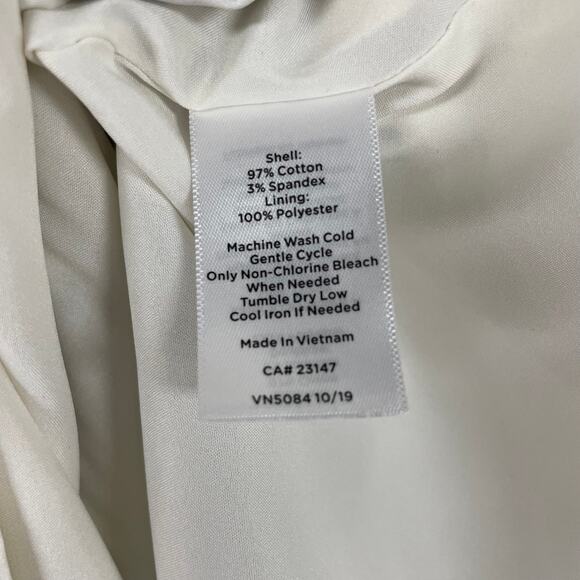 Shell:
97% Cotton
3% Spandex
Lining:
100% Polyester
Machine Wash Cold
Gentle Cycle
Only Non-Chlorine Bleach
When Needed
Tumble Dry Low
Cool Iron If Needed
Made In Vietnam
CA# 23147
VN5084 10/19